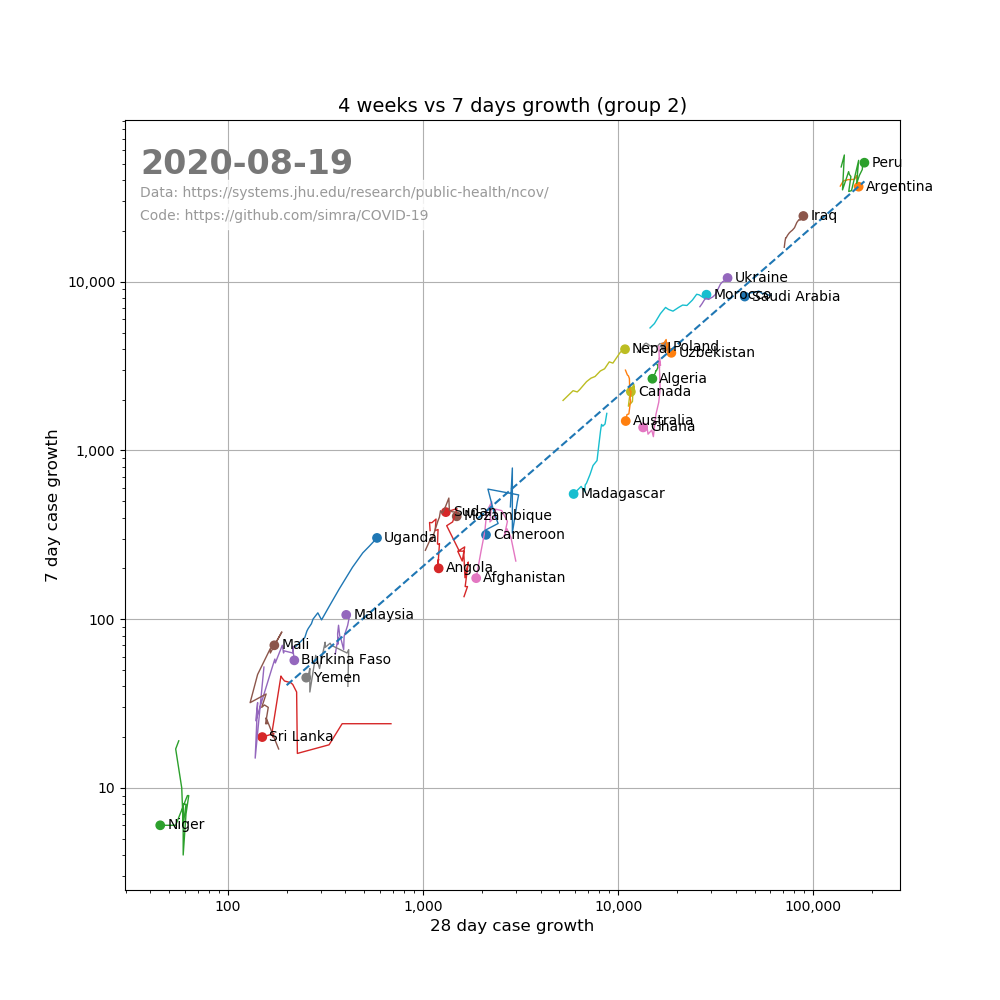 4 weeks vs 7 days growth (group 2)
2020-08-19
Data: https://systems.jhu.edu/research/public-health/ncov/
Code: https://github.com/simra/COVID-19
Peru
Argentina
Iraq
Ukraine
Morocco
Saudi Arabia
Nepal
Poland
Uzbekistan
Algeria
Canada
Australia
Ghana
Madagascar
Sudan
Mozambique
Cameroon
Uganda
Angola
Afghanistan
Malaysia
Mali
Burkina Faso
Yemen
Sri Lanka
Niger
10,000
1,000
100
10
7 day case growth
100
1,000
10,000
100,000
28 day case growth